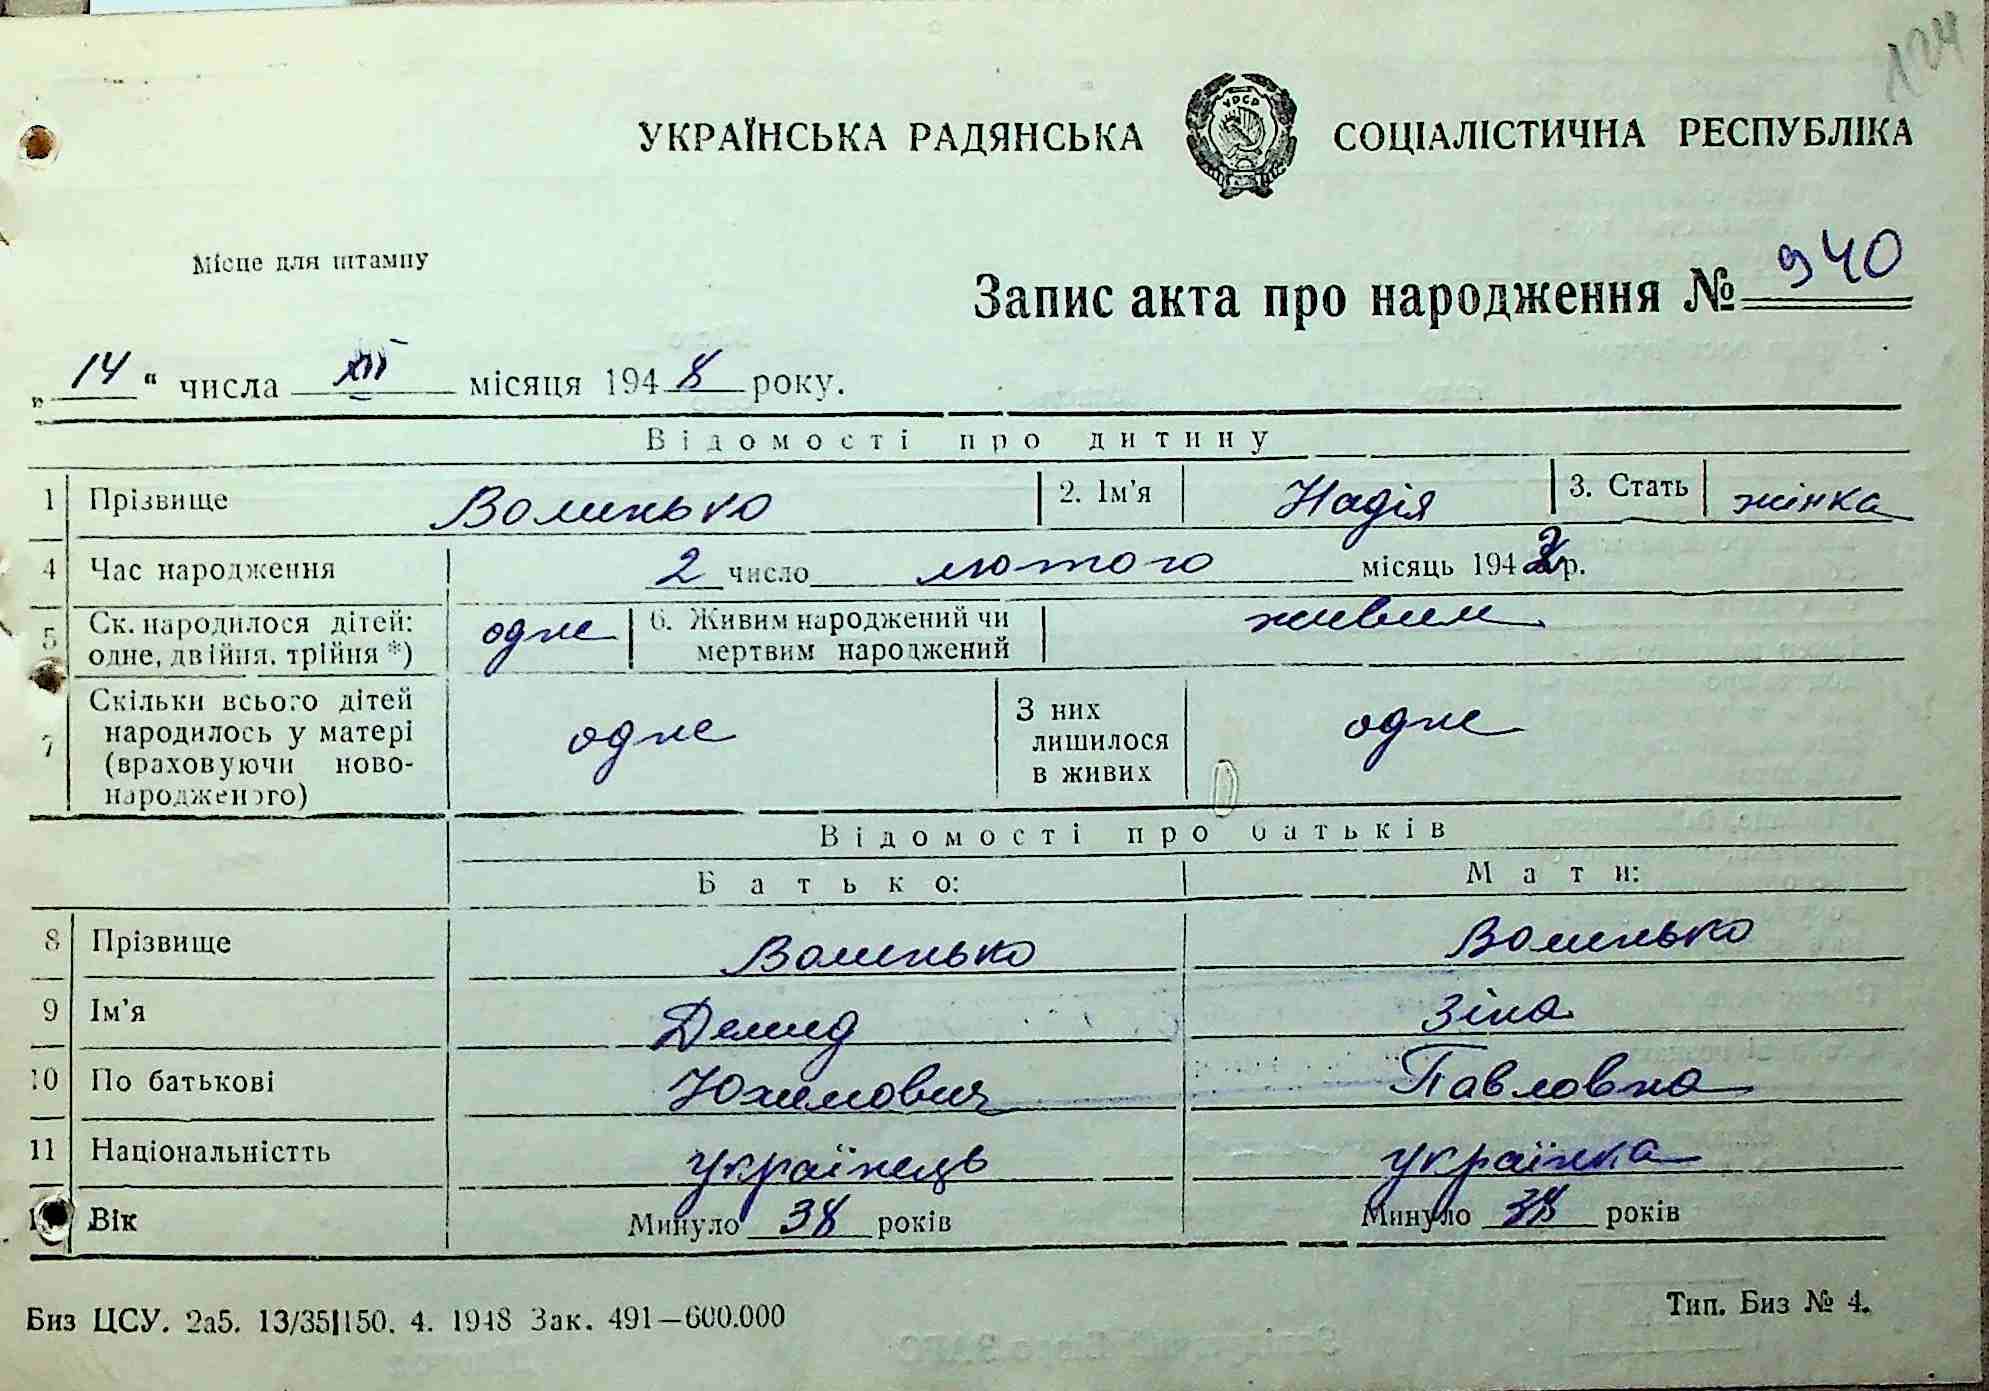 124
УКРАЇНСЬКА РАДЯНСЬКА СОЦІАЛІСТИЧНА РЕСПУБЛІКА
УРСР
Місце для штампу
Запис акта про народження № 940
„14“ числа XII місяця 1948 року.
Відомості про дитину
1 Прізвище Волинько 2. Ім'я Надія 3. Стать жінка
4 Час народження 2 число лютого місяць 1942 р.
5 Ск. народилося дітей: одне, двійня, трійня *) одне 6. Живим народжений чи мертвим народжений живим
7 Скільки всього дітей народилось у матері (враховуючи ново-народженого) одне З них лишилося в живих одне
Відомості про батьків
Батько: Мати:
8 Прізвище Волинько Волинько
9 Ім'я Демид Зіна
10 По батькові Юхимович Павловна
11 Національністть українець українка
Вік Минуло 38 років Минуло 38 років
Биз ЦСУ. 2а5. 13/35|150. 4. 1948 Зак. 491—600.000 Тип. Биз № 4.